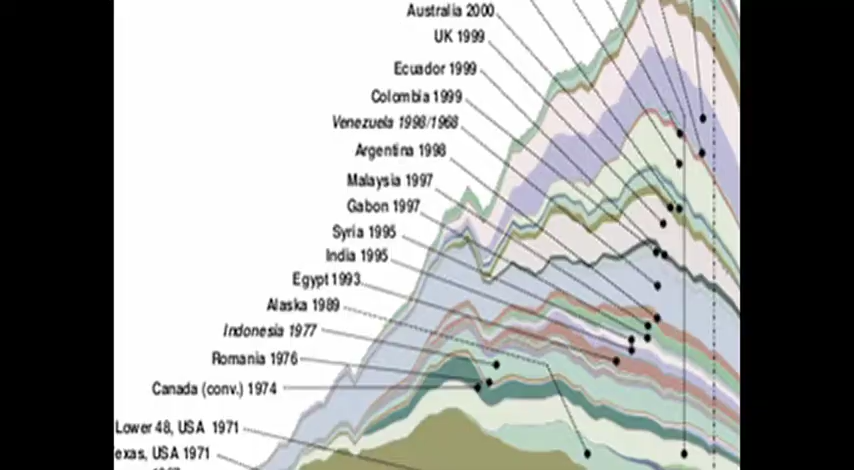 Australia 2000
UK 1999
Ecuador 1999
Colombia 1999
Venezuela 1998/1968
Argentina 1998
Malaysia 1997
Gabon 1997
Syria 1995
India 1995
Egypt 1993
Alaska 1989
Indonesia 1977
Romania 1976
Canada (conv.) 1974
Lower 48, USA 1971
exas, USA 1971